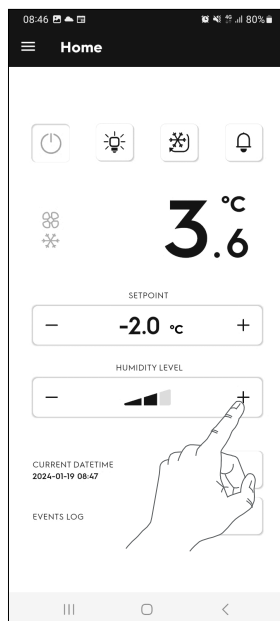 08:46 4G 80%
Home
3.6 °C
SETPOINT
− -2.0 °C +
HUMIDITY LEVEL
− +
CURRENT DATETIME
2024-01-19 08:47
EVENTS LOG